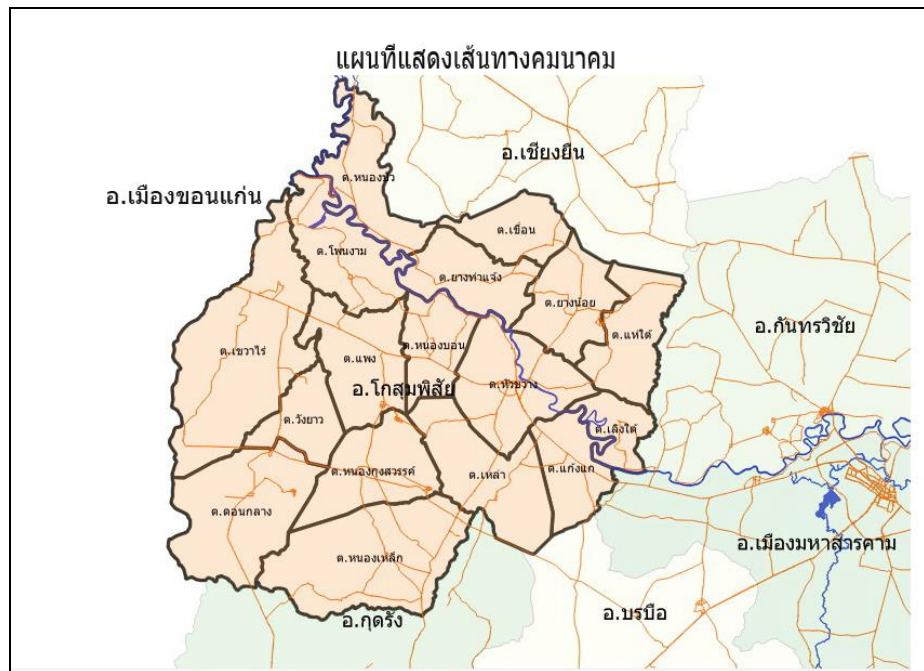 แผนที่แสดงเส้นทางคมนาคม
อ.เชียงยืน
ต.หนองบัว
อ.เมืองขอนแก่น
ต.เขื่อน
ต.โพนงาม
ต.ยางท่าแจ้ง
ต.ยางน้อย
อ.กันทรวิชัย
ต.แห่ใต้
ต.หนองบอน
ต.เขวาไร่
ต.แพง
อ.โกสุมพิสัย
ต.หัวขวาง
ต.วังยาว
ต.เลิงใต้
ต.หนองกุงสวรรค์
ต.เหล่า
ต.แก้งแก
ต.ดอนกลาง
อ.เมืองมหาสารคาม
ต.หนองเหล็ก
อ.กุดรัง
อ.บรบือ